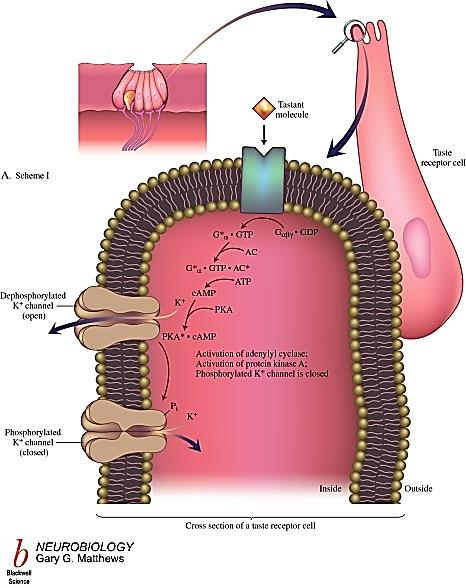 Tastant
molecule
Taste
receptor cell
A. Scheme I
G*α • GTP
Gαβγ • GDP
AC
G*α • GTP • AC*
ATP
cAMP
Dephosphorylated
K+ channel
(open)
K+
PKA
PKA* • cAMP
Activation of adenylyl cyclase;
Activation of protein kinase A;
Phosphorylated K+ channel is closed
Pi
K+
Phosphorylated
K+ channel
(closed)
Inside
Outside
Cross section of a taste receptor cell
b
Blackwell
Science
NEUROBIOLOGY
Gary G. Matthews